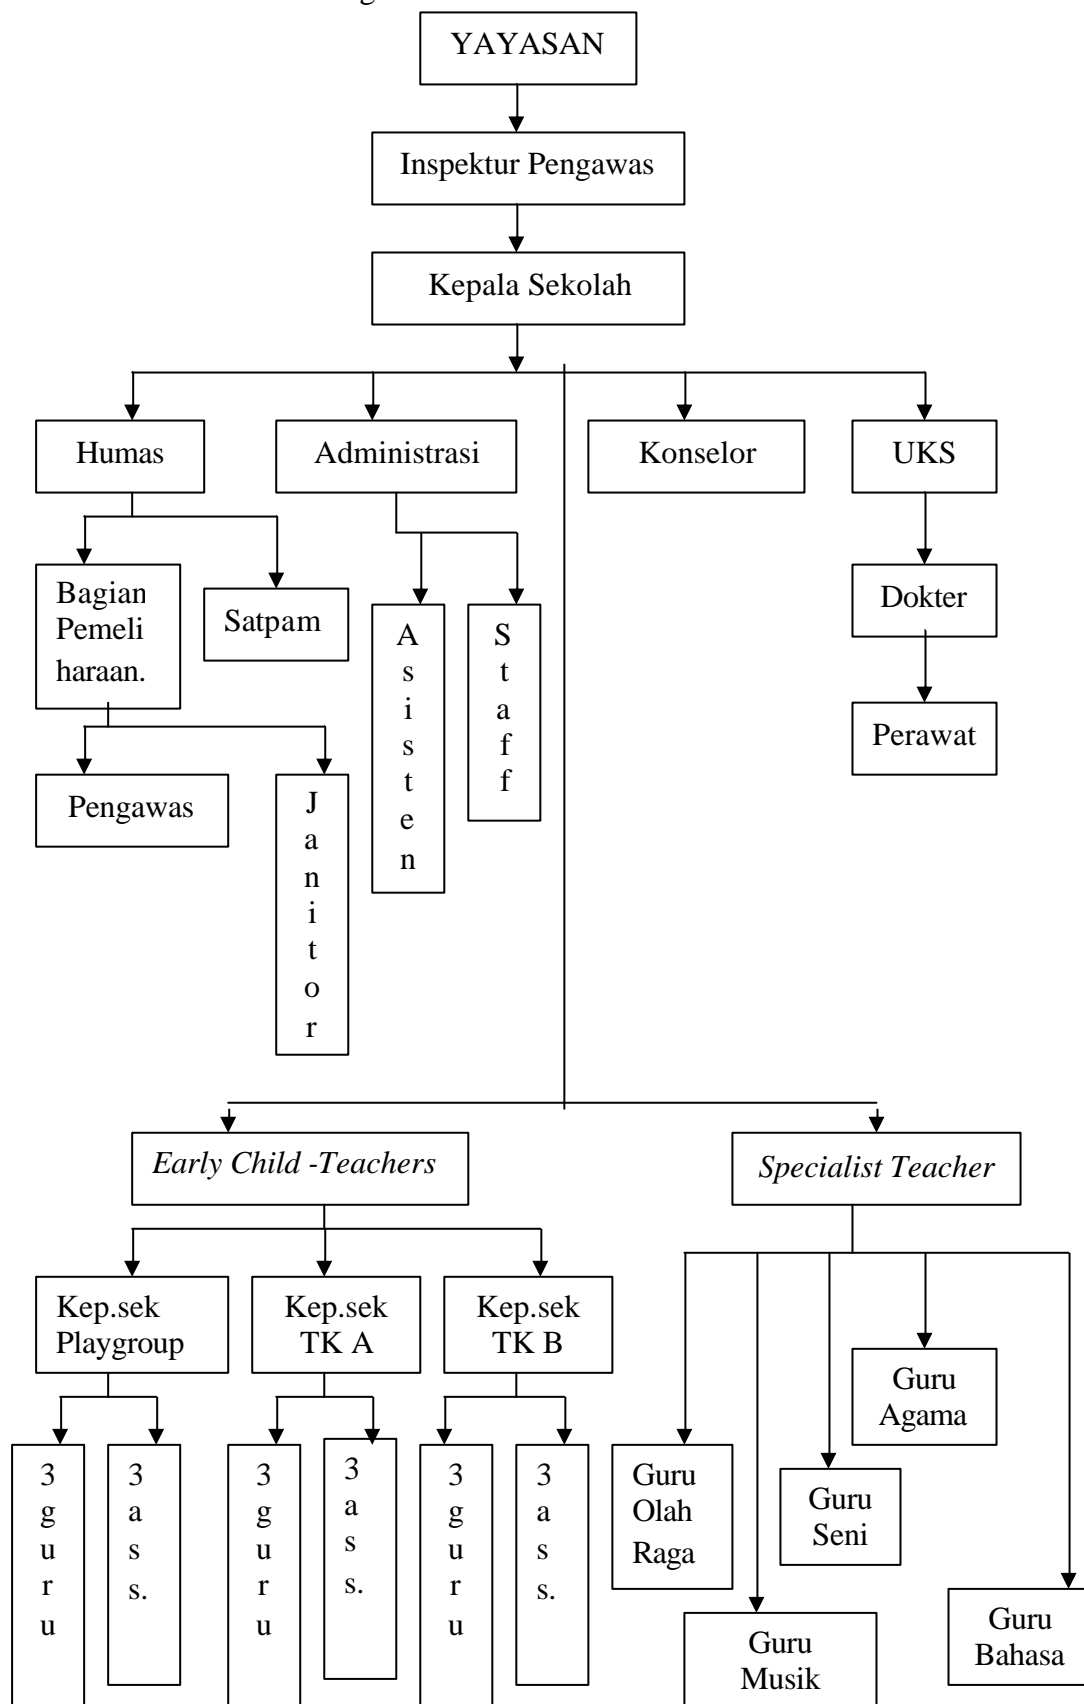 YAYASAN
Inspektur Pengawas
Kepala Sekolah
Humas
Administrasi
Konselor
UKS
Bagian
Pemeli
haraan.
Satpam
A
s
i
s
t
e
n
S
t
a
f
f
Dokter
Perawat
Pengawas
J
a
n
i
t
o
r
Early Child -Teachers
Specialist Teacher
Kep.sek
Playgroup
Kep.sek
TK A
Kep.sek
TK B
3
g
u
r
u
3
a
s
s.
3
g
u
r
u
3
a
s
s.
3
g
u
r
u
3
a
s
s.
Guru
Olah
Raga
Guru
Musik
Guru
Seni
Guru
Agama
Guru
Bahasa